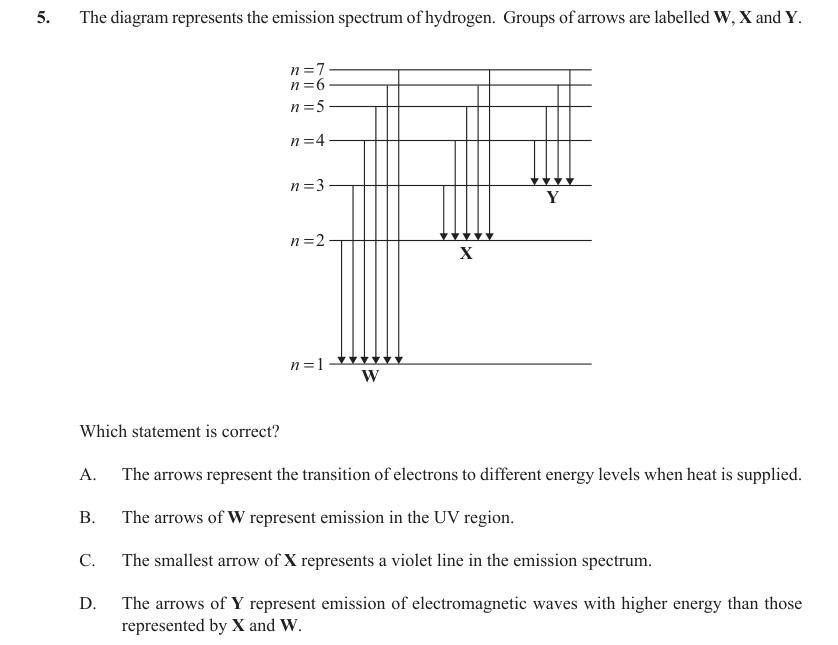 5. The diagram represents the emission spectrum of hydrogen. Groups of arrows are labelled W, X and Y.
n=7
n=6
n=5
n=4
n=3
Y
n=2
X
n=1
W
Which statement is correct?
A. The arrows represent the transition of electrons to different energy levels when heat is supplied.
B. The arrows of W represent emission in the UV region.
C. The smallest arrow of X represents a violet line in the emission spectrum.
D. The arrows of Y represent emission of electromagnetic waves with higher energy than those
represented by X and W.